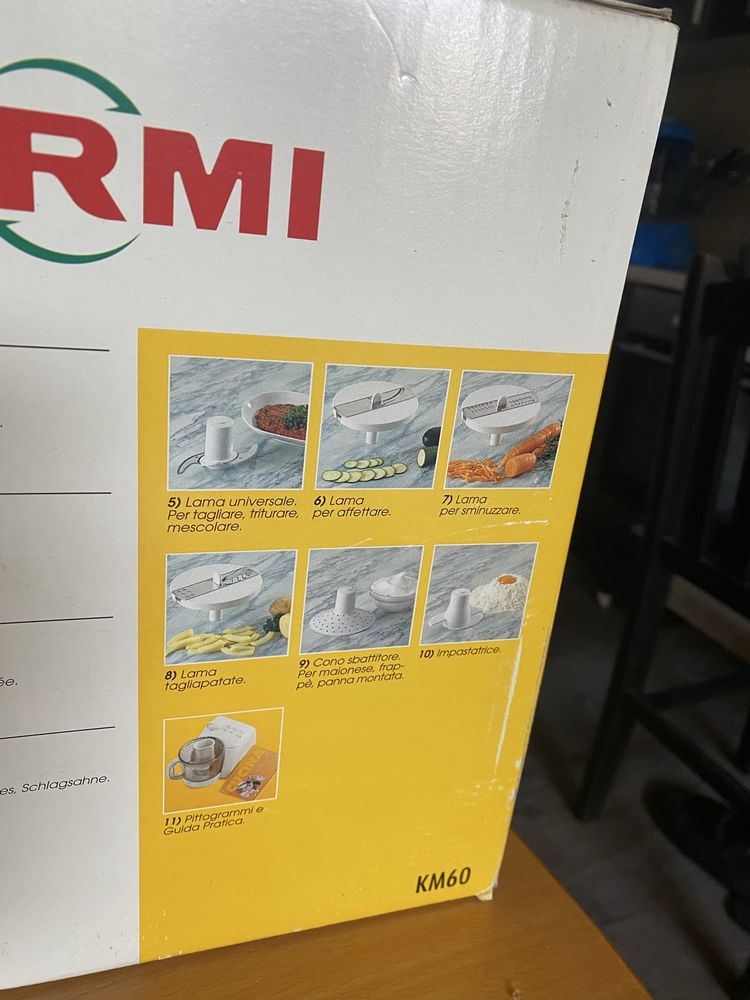 RMI
5) Lama universale.
Per tagliare, triturare,
mescolare.
6) Lama
per affettare.
7) Lama
per sminuzzare.
8) Lama
tagliapatate.
9) Cono sbattitore.
Per maionese, frap-
pè, panna montata.
10) Impastatrice.
ée.
es, Schlagsahne.
11) Pittogrammi e
Guida Pratica.
KM60